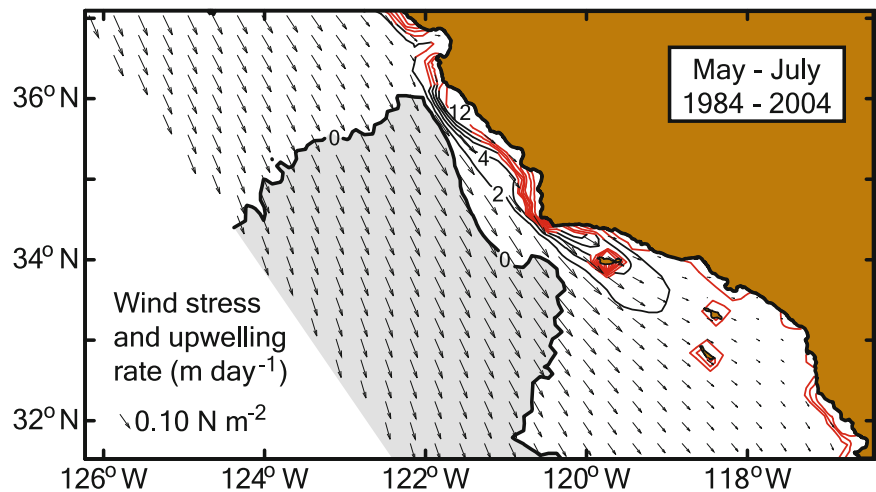 May - July
1984 - 2004
36° N
34° N
32° N
0
12
4
2
0
Wind stress
and upwelling
rate (m day⁻¹)
0.10 N m⁻²
126° W
124° W
122° W
120° W
118° W